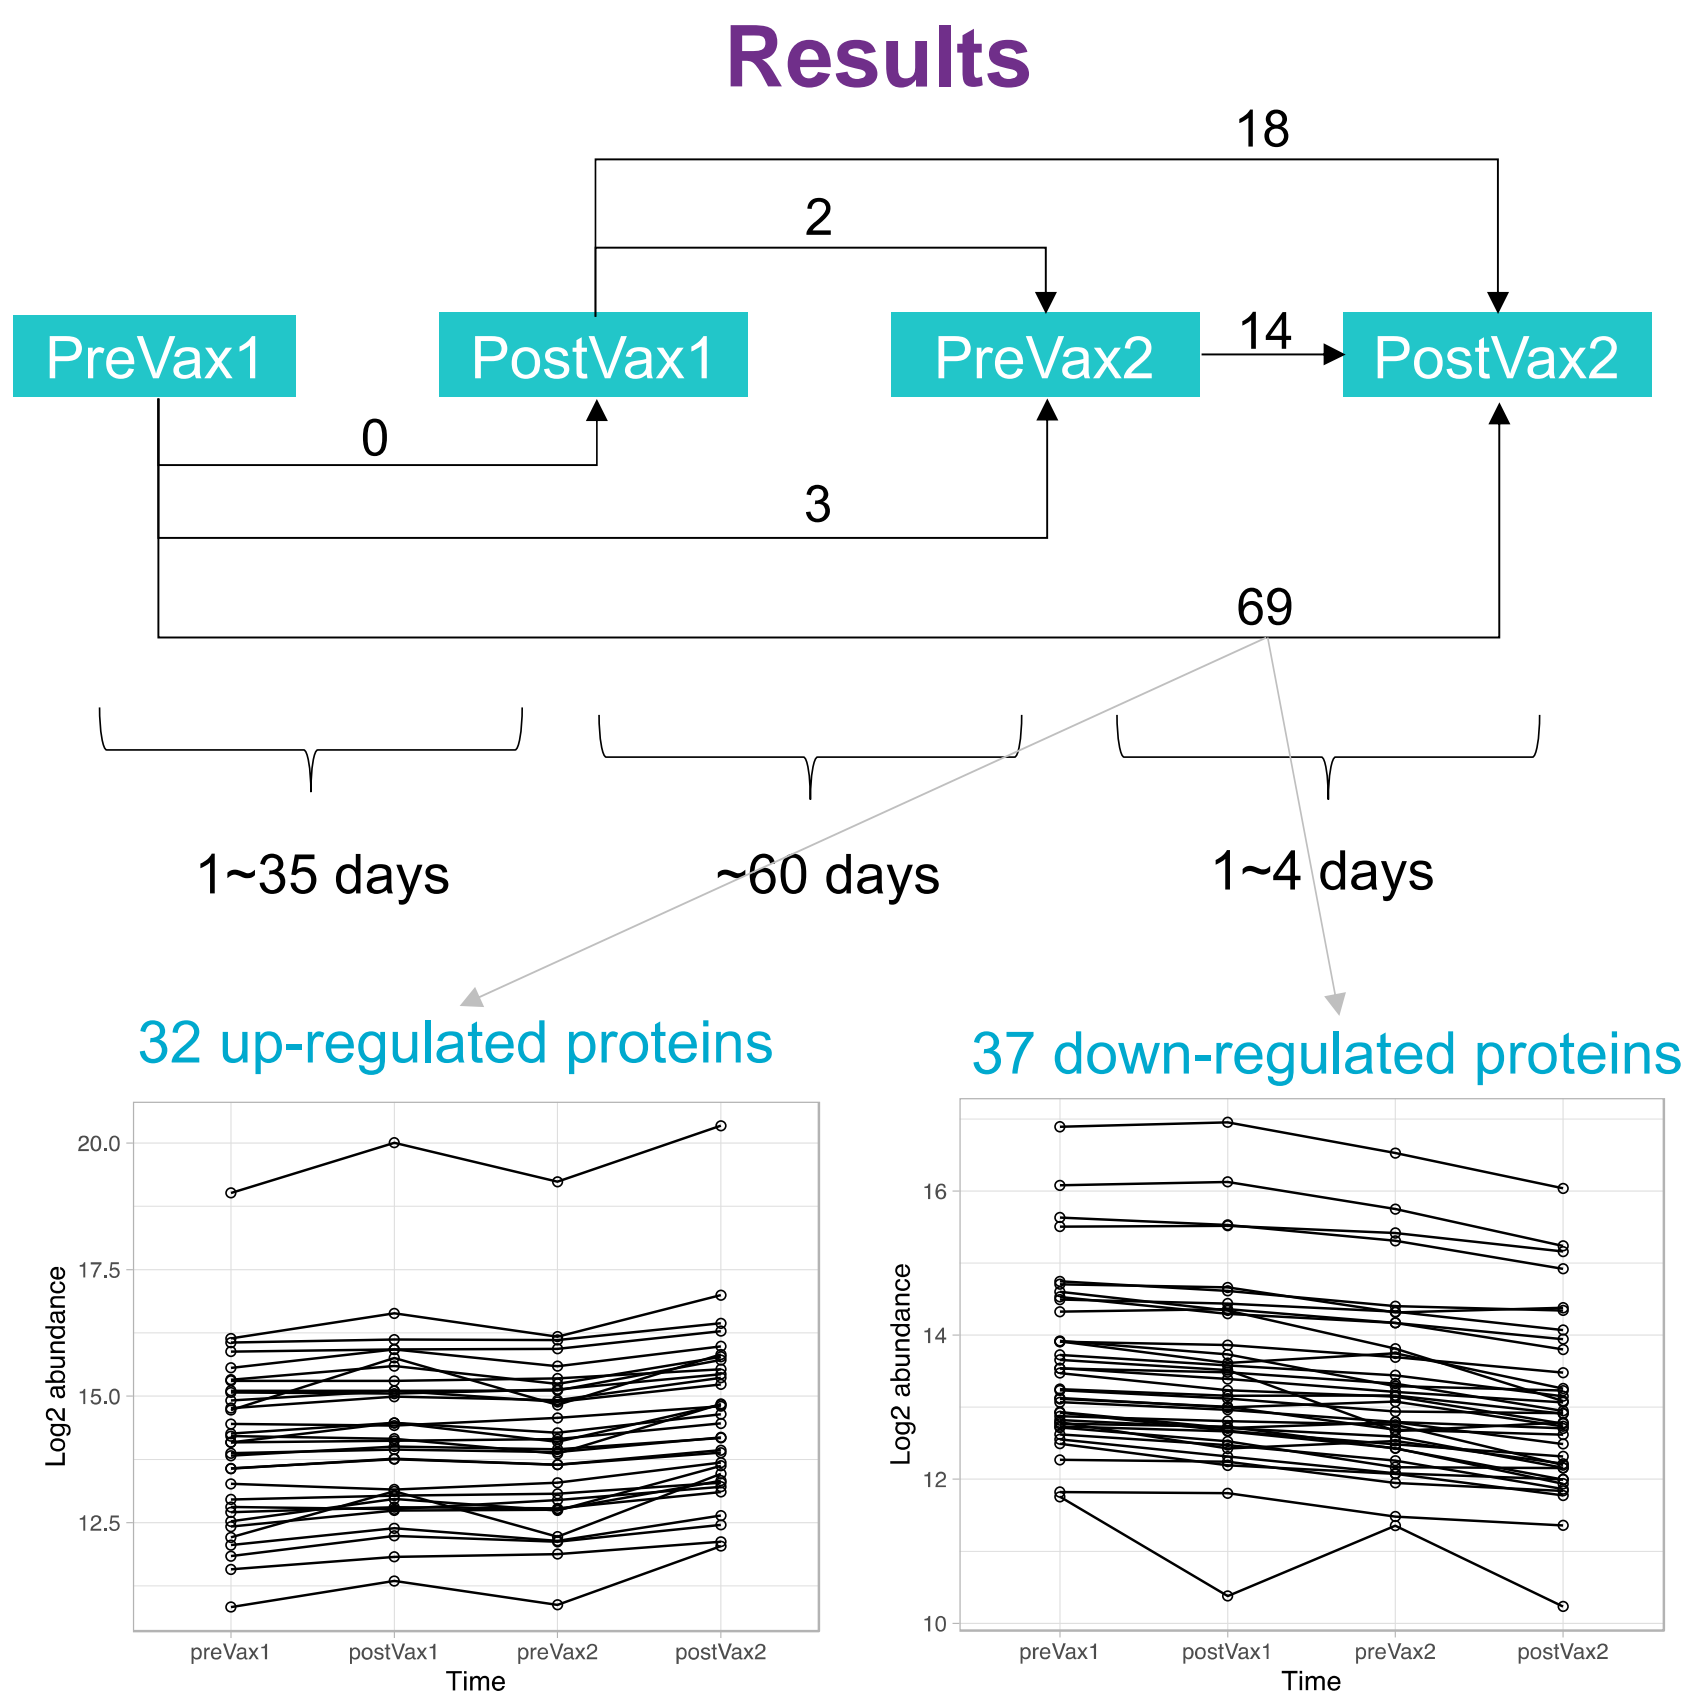 Results
18
2
PreVax1
PostVax1
PreVax2
14
PostVax2
0
3
69
1~35 days
~60 days
1~4 days
32 up-regulated proteins
37 down-regulated proteins
20.0
17.5
15.0
12.5
Log2 abundance
preVax1
postVax1
preVax2
postVax2
Time
16
14
12
10
Log2 abundance
preVax1
postVax1
preVax2
postVax2
Time